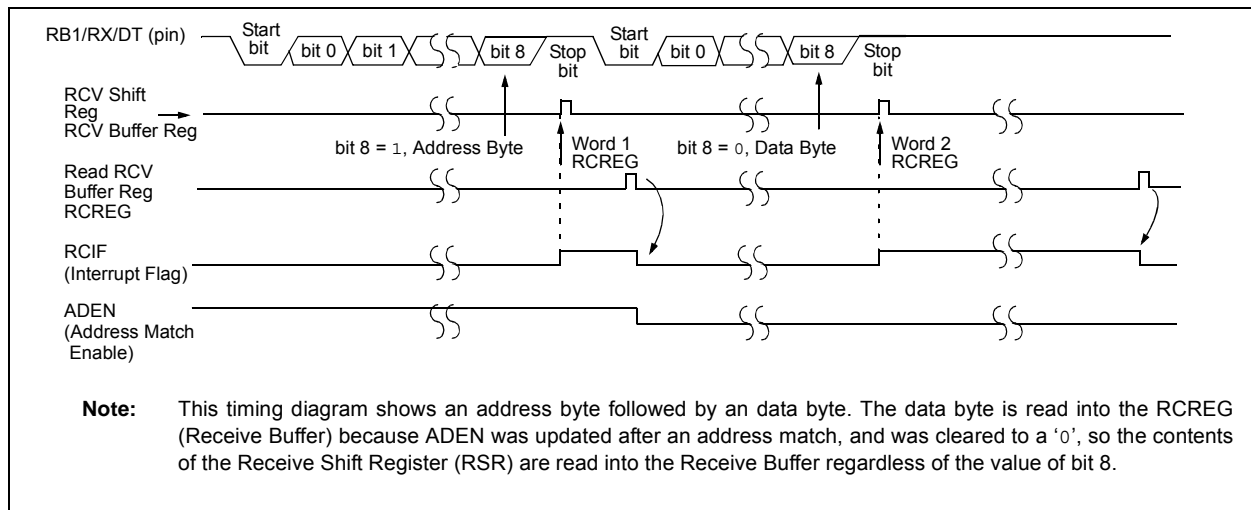 RB1/RX/DT (pin)
Start
bit
bit 0
bit 1
bit 8
Stop
bit
Start
bit
bit 0
bit 8
Stop
bit
RCV Shift
Reg
RCV Buffer Reg
bit 8 = 1, Address Byte
Word 1
RCREG
bit 8 = 0, Data Byte
Word 2
RCREG
Read RCV
Buffer Reg
RCREG
RCIF
(Interrupt Flag)
ADEN
(Address Match
Enable)
Note: This timing diagram shows an address byte followed by an data byte. The data byte is read into the RCREG
(Receive Buffer) because ADEN was updated after an address match, and was cleared to a ‘0’, so the contents
of the Receive Shift Register (RSR) are read into the Receive Buffer regardless of the value of bit 8.